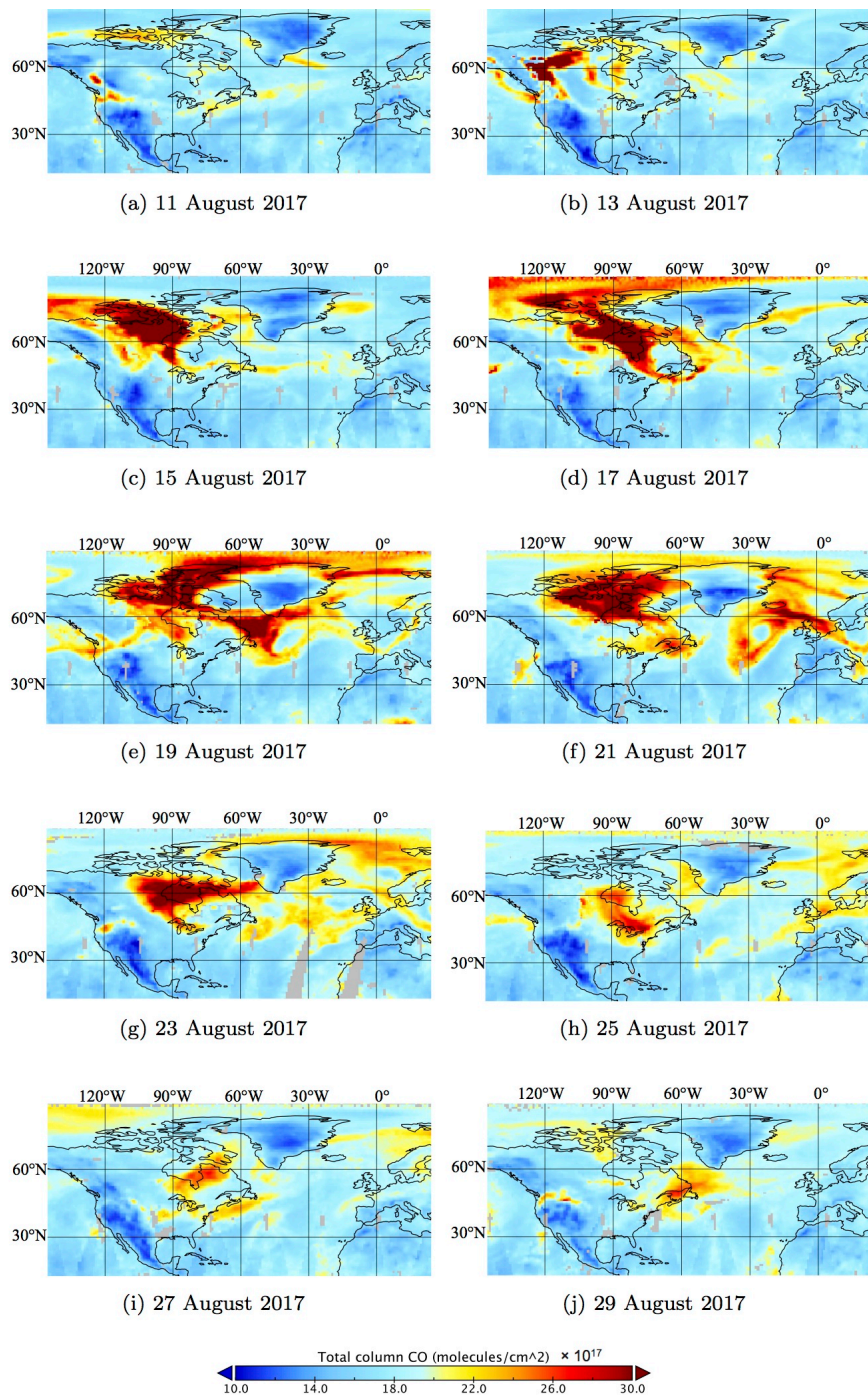 60°N
30°N
(a) 11 August 2017
60°N
30°N
(b) 13 August 2017
120°W 90°W 60°W 30°W 0°
60°N
30°N
(c) 15 August 2017
120°W 90°W 60°W 30°W 0°
60°N
30°N
(d) 17 August 2017
120°W 90°W 60°W 30°W 0°
60°N
30°N
(e) 19 August 2017
120°W 90°W 60°W 30°W 0°
60°N
30°N
(f) 21 August 2017
120°W 90°W 60°W 30°W 0°
60°N
30°N
(g) 23 August 2017
120°W 90°W 60°W 30°W 0°
60°N
30°N
(h) 25 August 2017
120°W 90°W 60°W 30°W 0°
60°N
30°N
(i) 27 August 2017
120°W 90°W 60°W 30°W 0°
60°N
30°N
(j) 29 August 2017
Total column CO (molecules/cm^2) × 10¹⁷
10.0 14.0 18.0 22.0 26.0 30.0